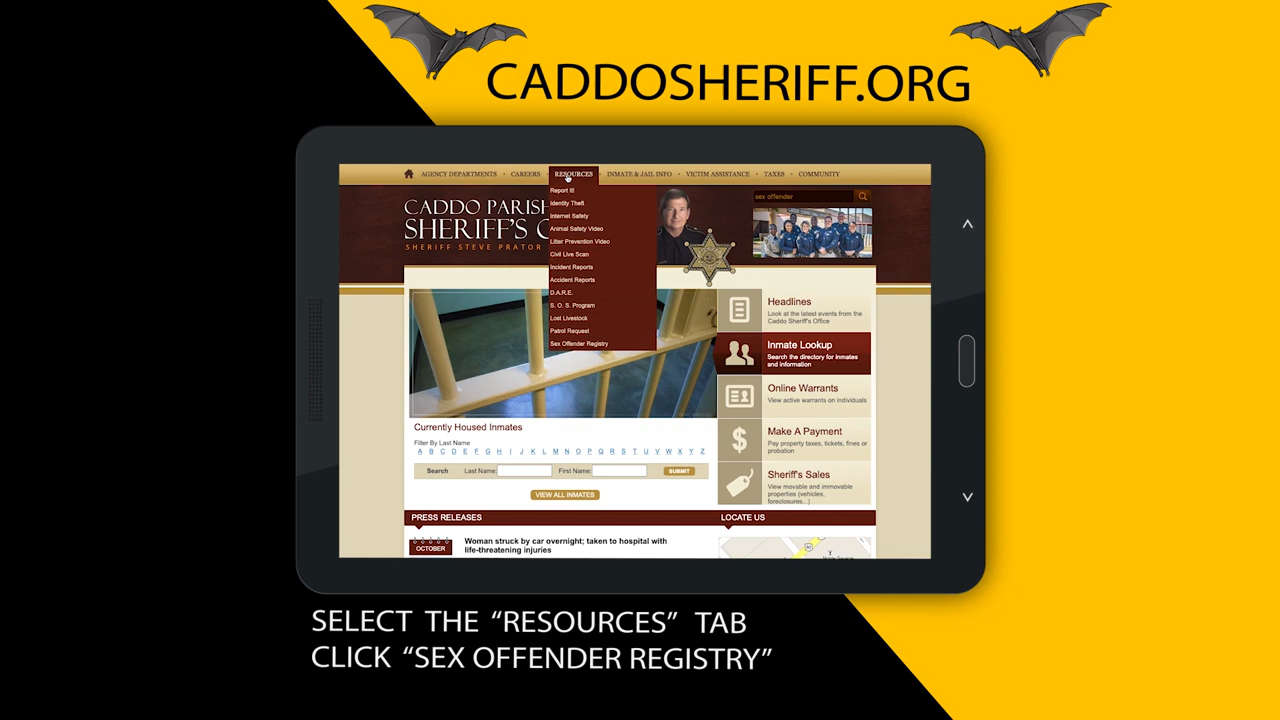 CADDOSHERIFF.ORG
AGENCY DEPARTMENTS • CAREERS • RESOURCES • INMATE & JAIL INFO • VICTIM ASSISTANCE • TAXES • COMMUNITY
Report It!
Identity Theft
Internet Safety
Animal Safety Video
Litter Prevention Video
Civil Live Scan
Incident Reports
Accident Reports
D.A.R.E.
S. O. S. Program
Lost Livestock
Patrol Request
Sex Offender Registry
CADDO PARISH
SHERIFF'S O
SHERIFF STEVE PRATOR
sex offender
Headlines
Look at the latest events from the
Caddo Sheriff's Office
Inmate Lookup
Search the directory for inmates
and information
Online Warrants
View active warrants on individuals
Make A Payment
Pay property taxes, tickets, fines or
probation
Sheriff's Sales
View movable and immovable
properties (vehicles,
foreclosures...)
Currently Housed Inmates
Filter By Last Name
A B C D E F G H I J K L M N O P Q R S T U V W X Y Z
Search Last Name: First Name: SUBMIT
VIEW ALL INMATES
PRESS RELEASES
LOCATE US
OCTOBER
Woman struck by car overnight; taken to hospital with
life-threatening injuries
SELECT THE “RESOURCES” TAB
CLICK “SEX OFFENDER REGISTRY”